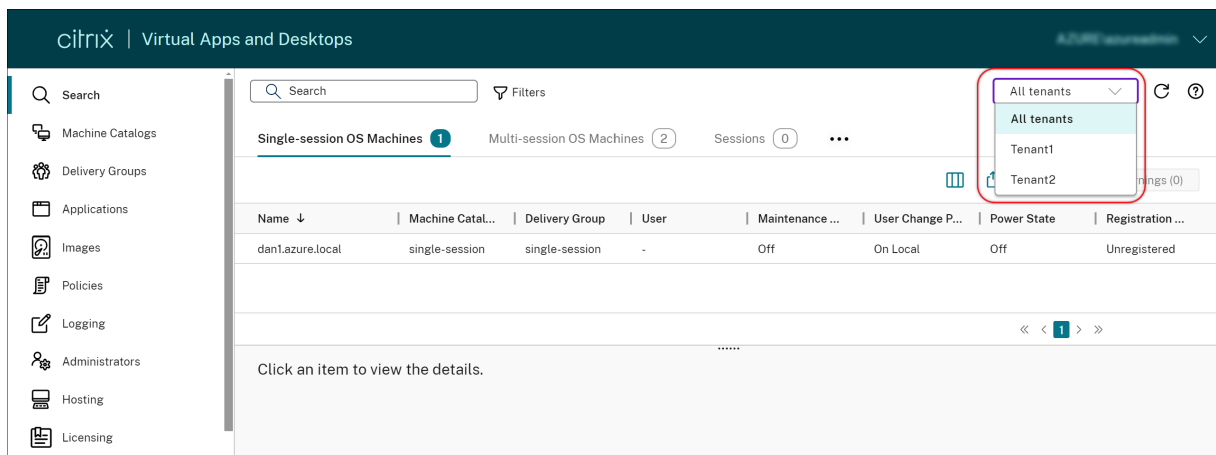 citrix | Virtual Apps and Desktops
Search
Machine Catalogs
Delivery Groups
Applications
Images
Policies
Logging
Administrators
Hosting
Licensing
Search
Filters
All tenants
All tenants
Tenant1
Tenant2
Single-session OS Machines 1 Multi-session OS Machines 2 Sessions 0 •••
(0)
Name ↓ Machine Catal... Delivery Group User Maintenance ... User Change P... Power State Registration ...
dan1.azure.local single-session single-session - Off On Local Off Unregistered
« < 1 > »
Click an item to view the details.